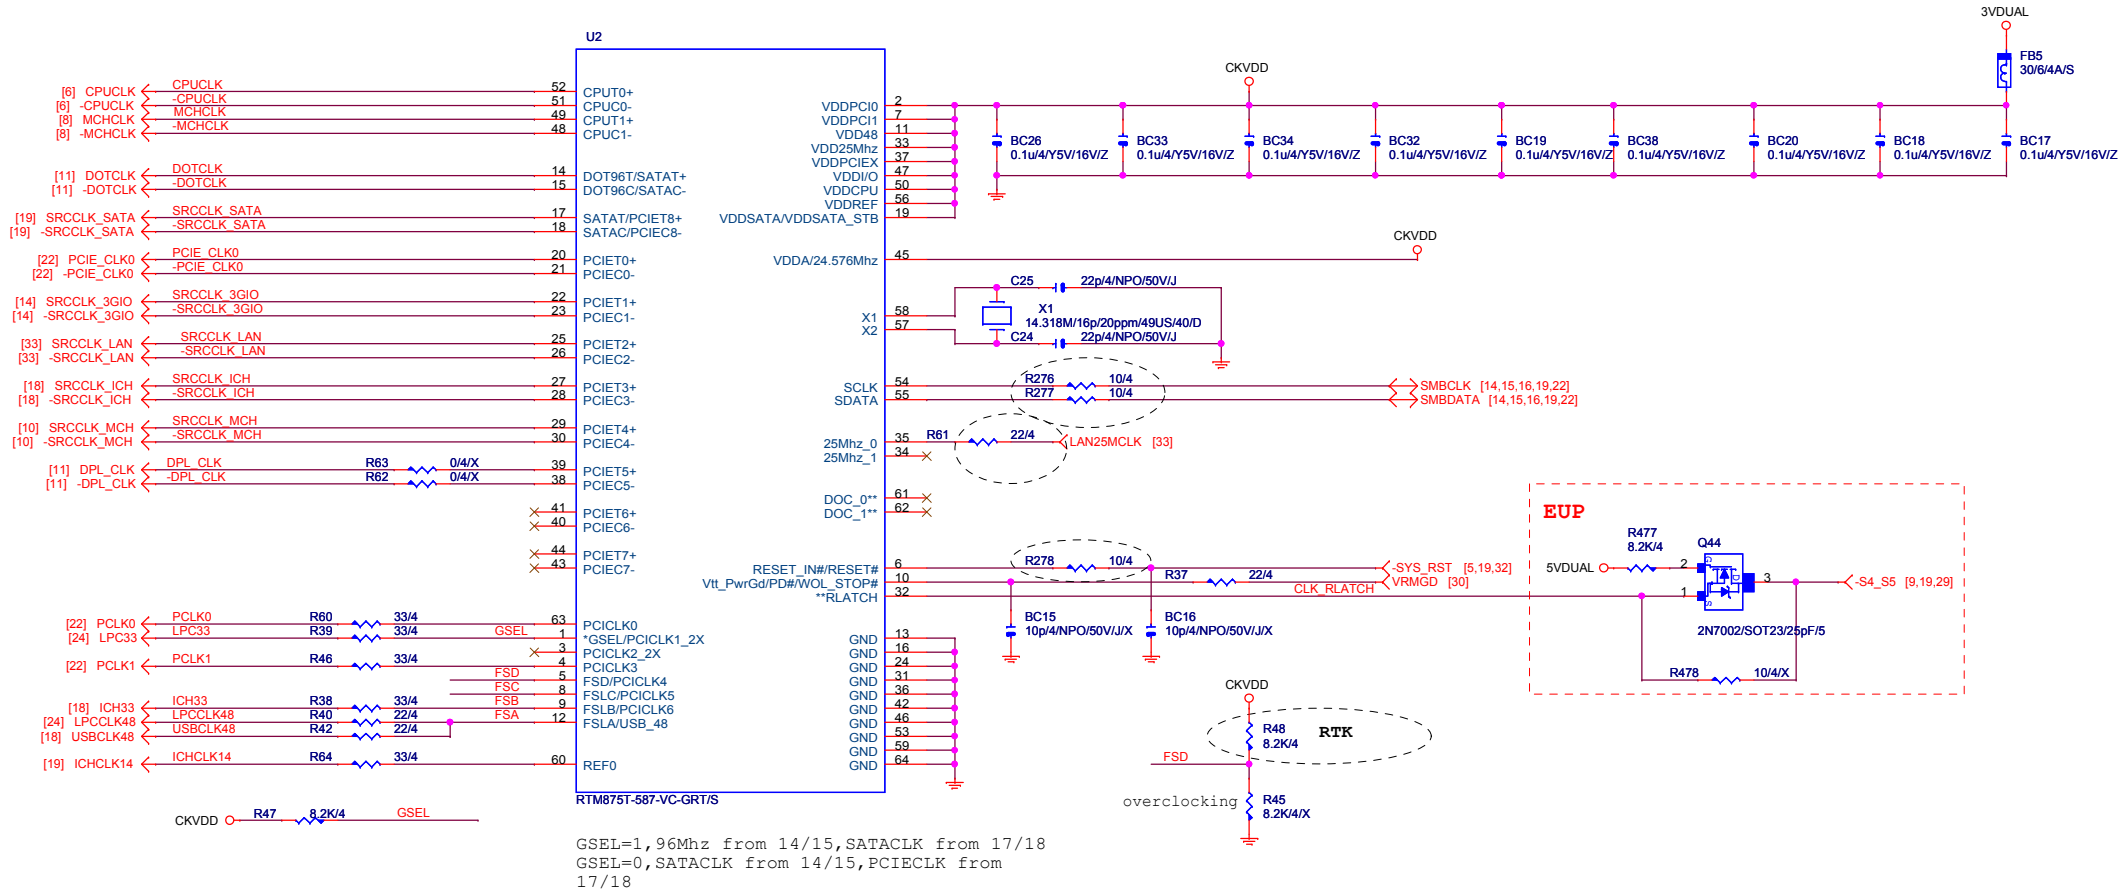 3VDUAL
U2
FB5
30/6/4A/S
CKVDD
[6] CPUCLK CPUCLK 52 CPUT0+
[6] -CPUCLK -CPUCLK 51 CPUC0-
[8] MCHCLK MCHCLK 49 CPUT1+
[8] -MCHCLK -MCHCLK 48 CPUC1-
VDDPCI0 2
VDDPCI1 7
VDD48 11
VDD25Mhz 33
VDDPCIEX 37
VDDI/O 47
VDDCPU 50
VDDREF 56
VDDSATA/VDDSATA_STB 19
BC26
0.1u/4/Y5V/16V/Z
BC33
0.1u/4/Y5V/16V/Z
BC34
0.1u/4/Y5V/16V/Z
BC32
0.1u/4/Y5V/16V/Z
BC19
0.1u/4/Y5V/16V/Z
BC38
0.1u/4/Y5V/16V/Z
BC20
0.1u/4/Y5V/16V/Z
BC18
0.1u/4/Y5V/16V/Z
BC17
0.1u/4/Y5V/16V/Z
[11] DOTCLK DOTCLK 14 DOT96T/SATAT+
[11] -DOTCLK -DOTCLK 15 DOT96C/SATAC-
[19] SRCCLK_SATA SRCCLK_SATA 17 SATAT/PCIET8+
[19] -SRCCLK_SATA -SRCCLK_SATA 18 SATAC/PCIEC8-
[22] PCIE_CLK0 PCIE_CLK0 20 PCIET0+
[22] -PCIE_CLK0 -PCIE_CLK0 21 PCIEC0-
CKVDD
VDDA/24.576Mhz 45
[14] SRCCLK_3GIO SRCCLK_3GIO 22 PCIET1+
[14] -SRCCLK_3GIO -SRCCLK_3GIO 23 PCIEC1-
C25 22p/4/NPO/50V/J
X1 58
X2 57
X1
14.318M/16p/20ppm/49US/40/D
C24 22p/4/NPO/50V/J
[33] SRCCLK_LAN SRCCLK_LAN 25 PCIET2+
[33] -SRCCLK_LAN -SRCCLK_LAN 26 PCIEC2-
[18] SRCCLK_ICH SRCCLK_ICH 27 PCIET3+
[18] -SRCCLK_ICH -SRCCLK_ICH 28 PCIEC3-
SCLK 54 R276 10/4 SMBCLK [14,15,16,19,22]
SDATA 55 R277 10/4 SMBDATA [14,15,16,19,22]
[10] SRCCLK_MCH SRCCLK_MCH 29 PCIET4+
[10] -SRCCLK_MCH -SRCCLK_MCH 30 PCIEC4-
25Mhz_0 35 R61 22/4 LAN25MCLK [33]
25Mhz_1 34
[11] DPL_CLK DPL_CLK R63 0/4/X 39 PCIET5+
[11] -DPL_CLK -DPL_CLK R62 0/4/X 38 PCIEC5-
41 PCIET6+
40 PCIEC6-
DOC_0** 61
DOC_1** 62
44 PCIET7+
43 PCIEC7-
RESET_IN#/RESET# 6 R278 10/4 -SYS_RST [5,19,32]
Vtt_PwrGd/PD#/WOL_STOP# 10 R37 22/4 VRMGD [30]
**RLATCH 32 CLK_RLATCH
BC15
10p/4/NPO/50V/J/X
BC16
10p/4/NPO/50V/J/X
EUP
R477
8.2K/4
5VDUAL
Q44
2
1
3
G
D
S
-S4_S5 [9,19,29]
2N7002/SOT23/25pF/5
R478 10/4/X
[22] PCLK0 PCLK0 R60 33/4 63 PCICLK0
[24] LPC33 LPC33 R39 33/4 GSEL 1 *GSEL/PCICLK1_2X
3 PCICLK2_2X
[22] PCLK1 PCLK1 R46 33/4 4 PCICLK3
FSD 5 FSD/PCICLK4
FSC 8 FSLC/PCICLK5
[18] ICH33 ICH33 R38 33/4 FSB 9 FSLB/PCICLK6
[24] LPCCLK48 LPCCLK48 R40 22/4 FSA 12 FSLA/USB_48
[18] USBCLK48 USBCLK48 R42 22/4
[19] ICHCLK14 ICHCLK14 R64 33/4 60 REF0
GND 13
GND 16
GND 24
GND 31
GND 36
GND 42
GND 46
GND 53
GND 59
GND 64
CKVDD
R48
8.2K/4
RTK
FSD
overclocking
R45
8.2K/4/X
RTM875T-587-VC-GRT/S
CKVDD R47 8.2K/4 GSEL
GSEL=1,96Mhz from 14/15,SATACLK from 17/18
GSEL=0,SATACLK from 14/15,PCIECLK from
17/18